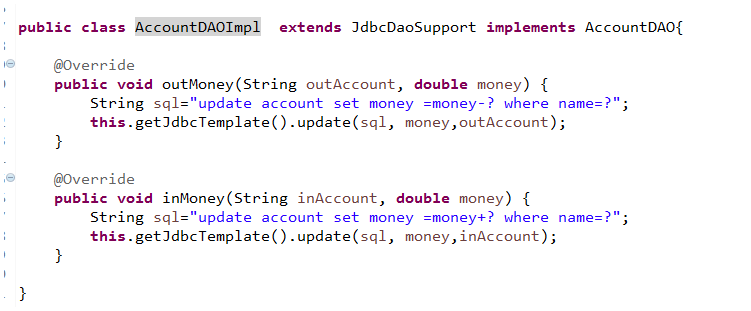 public class AccountDAOImpl  extends JdbcDaoSupport implements AccountDAO{
@Override
public void outMoney(String outAccount, double money) {
String sql="update account set money =money-? where name=?";
this.getJdbcTemplate().update(sql, money,outAccount);
}
@Override
public void inMoney(String inAccount, double money) {
String sql="update account set money =money+? where name=?";
this.getJdbcTemplate().update(sql, money,inAccount);
}
}